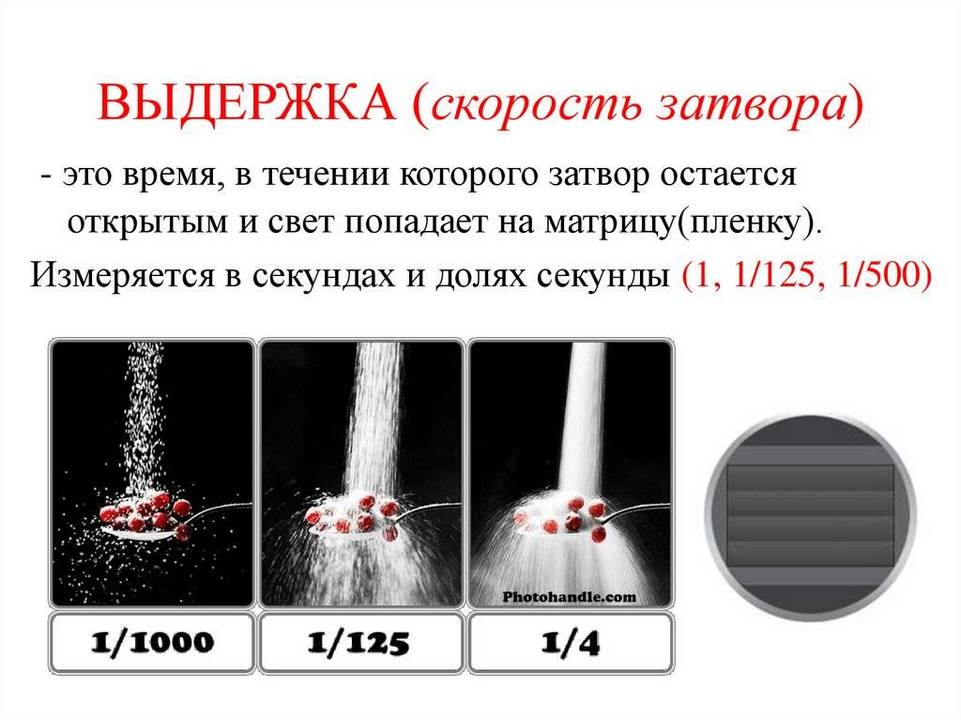 ВЫДЕРЖКА (скорость затвора)
- это время, в течении которого затвор остается
открытым и свет попадает на матрицу(пленку).
Измеряется в секундах и долях секунды (1, 1/125, 1/500)
Photohandle.com
1/1000 1/125 1/4